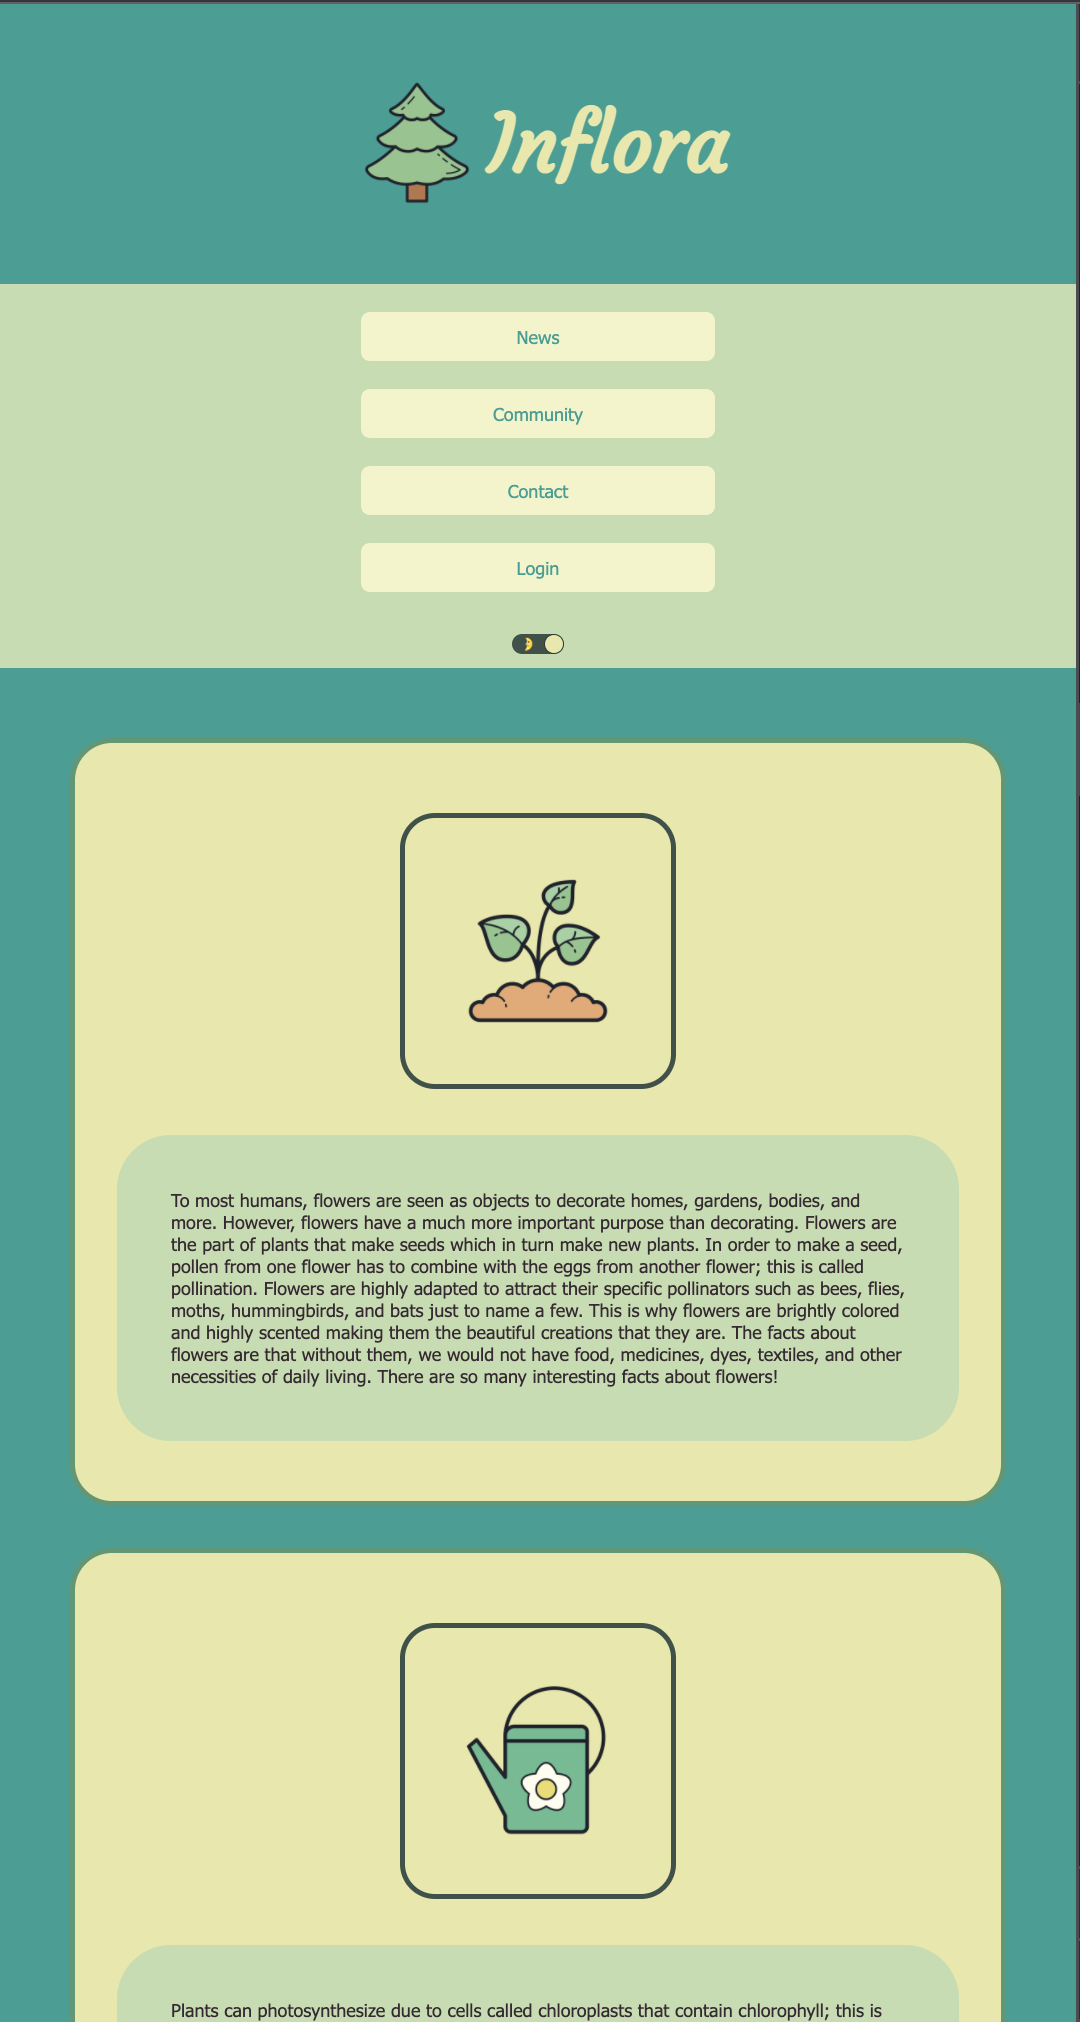 Inflora
News
Community
Contact
Login
To most humans, flowers are seen as objects to decorate homes, gardens, bodies, and
more. However, flowers have a much more important purpose than decorating. Flowers are
the part of plants that make seeds which in turn make new plants. In order to make a seed,
pollen from one flower has to combine with the eggs from another flower; this is called
pollination. Flowers are highly adapted to attract their specific pollinators such as bees, flies,
moths, hummingbirds, and bats just to name a few. This is why flowers are brightly colored
and highly scented making them the beautiful creations that they are. The facts about
flowers are that without them, we would not have food, medicines, dyes, textiles, and other
necessities of daily living. There are so many interesting facts about flowers!
Plants can photosynthesize due to cells called chloroplasts that contain chlorophyll; this is